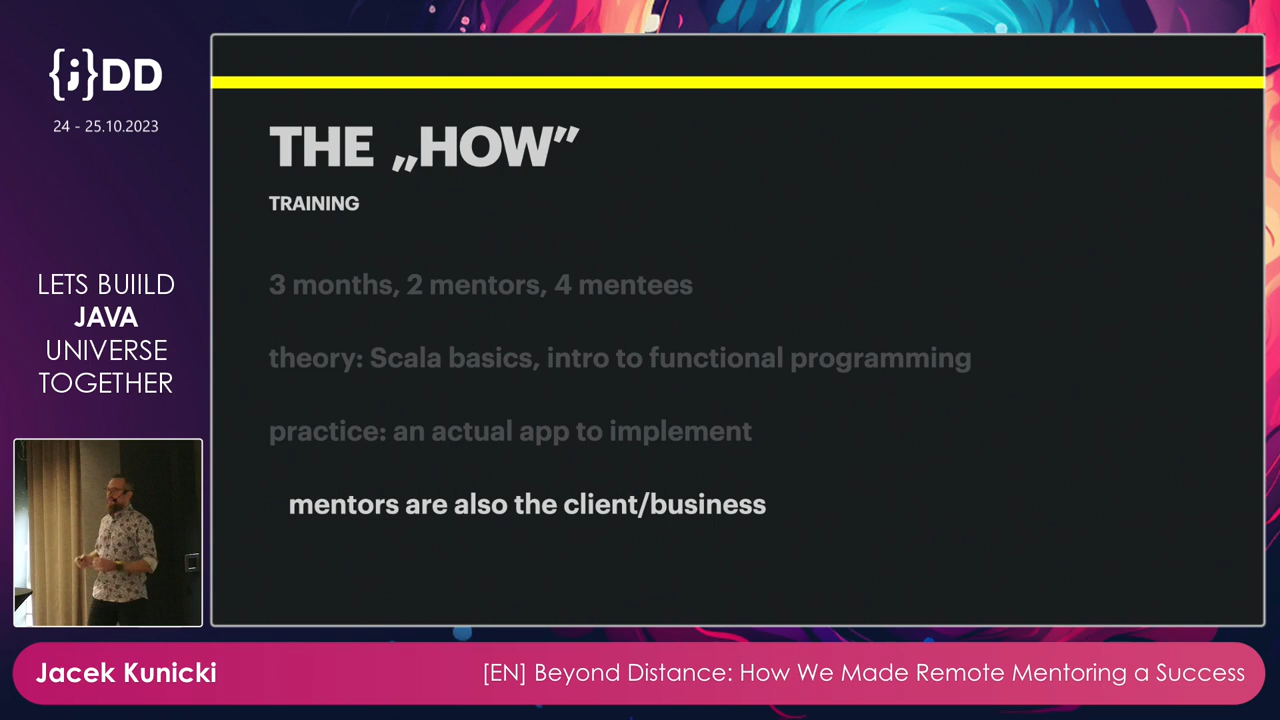 {j}DD
24 - 25.10.2023
LETS BUIILD
JAVA
UNIVERSE
TOGETHER
THE „HOW”
TRAINING
3 months, 2 mentors, 4 mentees
theory: Scala basics, intro to functional programming
practice: an actual app to implement
mentors are also the client/business
Jacek Kunicki
[EN] Beyond Distance: How We Made Remote Mentoring a Success